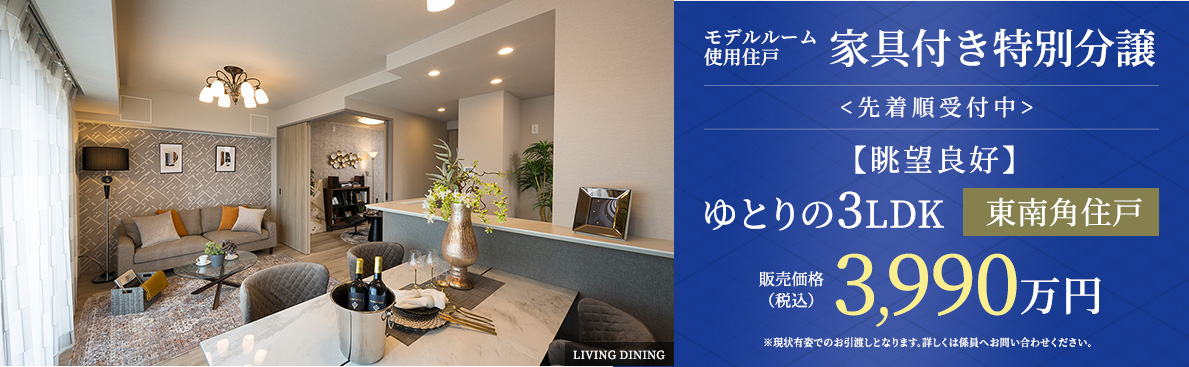 モデルルーム
使用住戸
家具付き特別分譲
<先着順受付中>
【眺望良好】
ゆとりの3LDK
東南角住戸
販売価格
(税込)
3,990万円
※現状有姿でのお引渡しとなります。詳しくは係員へお問い合わせください。
LIVING DINING